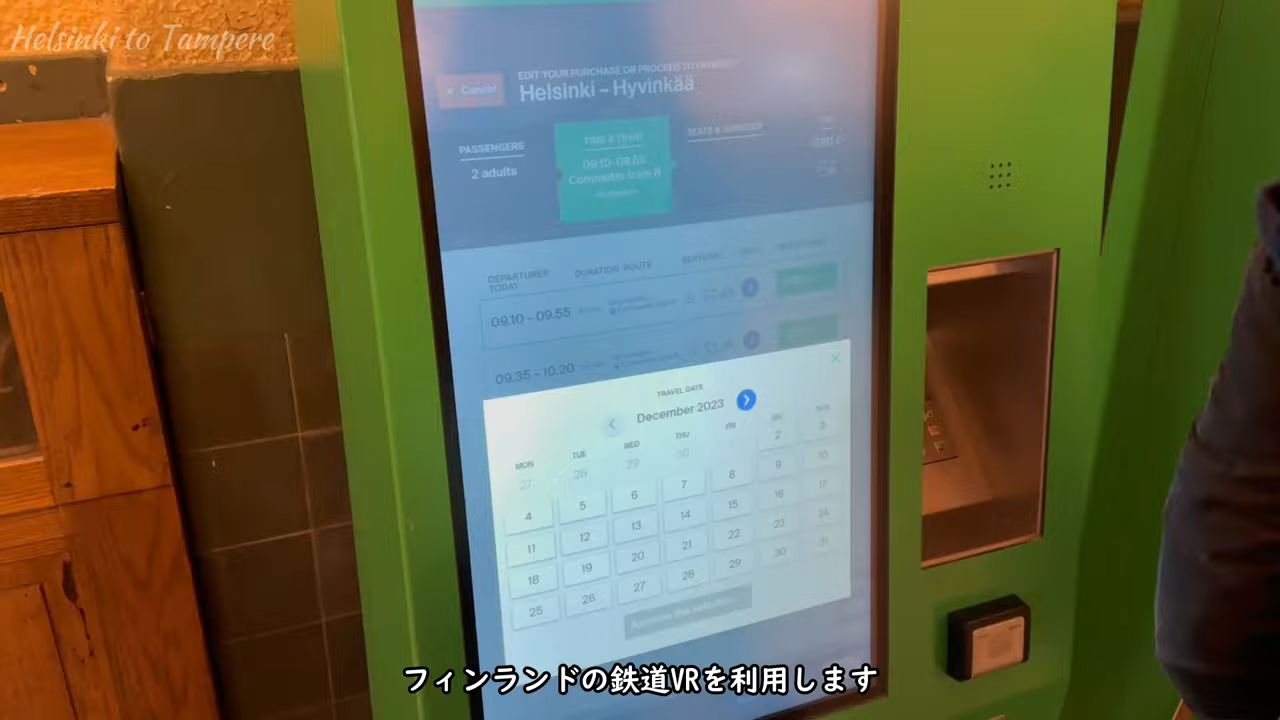 Helsinki to Tampere
EDIT YOUR PURCHASE OR PROCEED TO
Cancel
Helsinki – Hyvinkää
PASSENGERS
2 adults
TIME & TRAIN
09.10–09.55
Commuter train R
SEATS & SERVICES
DEPARTURES TODAY
DURATION ROUTE
09.10 – 09.55
09.35 – 10.20
TRAVEL DATE
December 2023
MON TUE WED THU FRI SAT SUN
27 28 29 30 2 3
4 5 6 7 8 9 10
11 12 13 14 15 16 17
18 19 20 21 22 23 24
25 26 27 28 29 30 31
フィンランドの鉄道VRを利用します